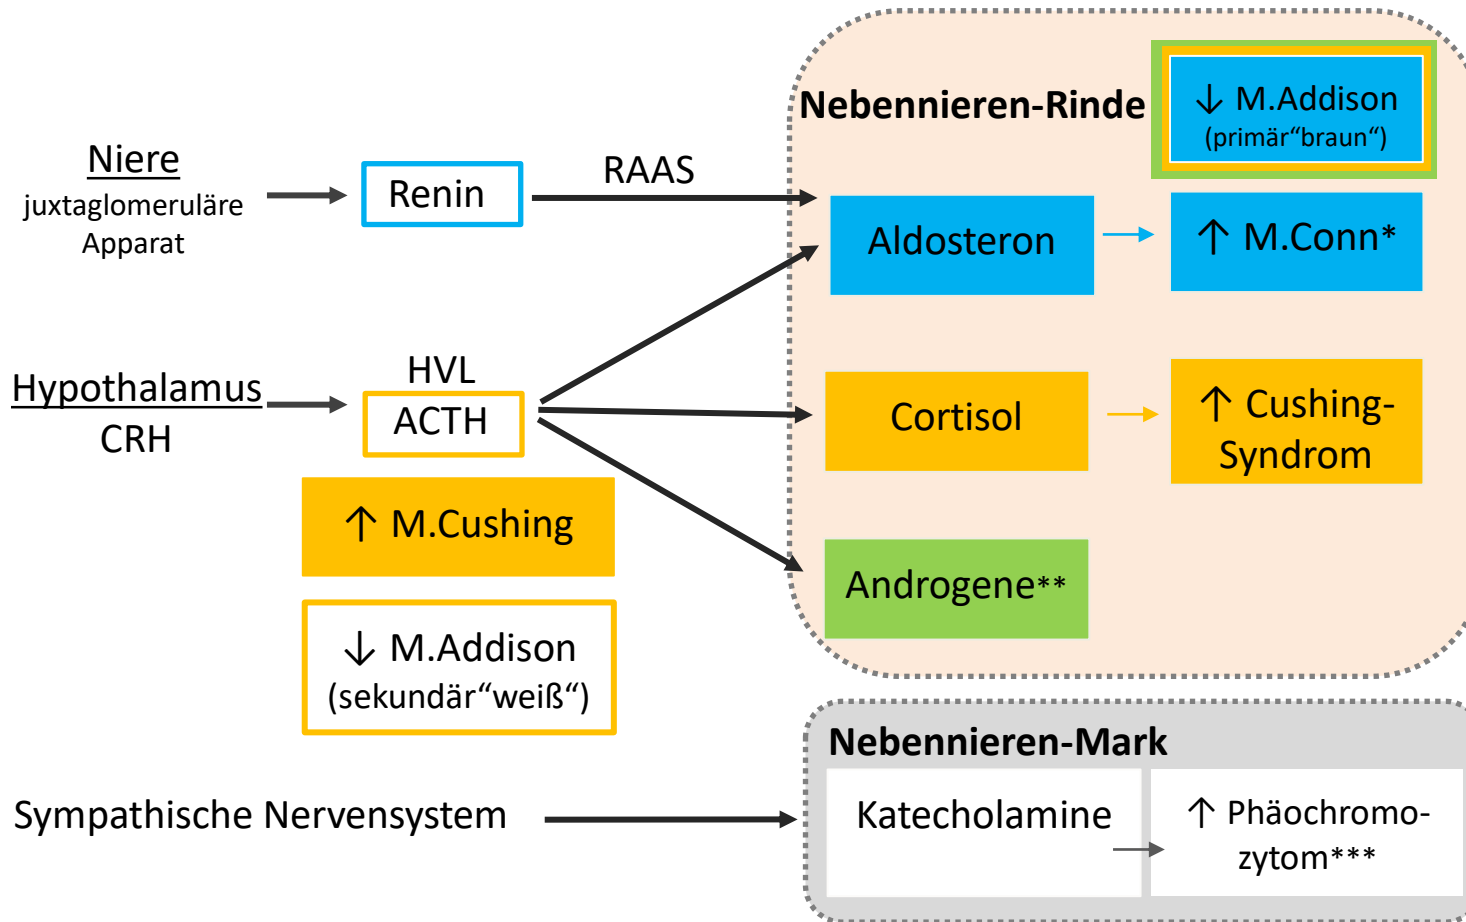 Nebennieren-Rinde
↓ M.Addison
(primär“braun“)
Niere
juxtaglomeruläre
Apparat
Renin
RAAS
Aldosteron
↑ M.Conn*
Hypothalamus
CRH
HVL
ACTH
Cortisol
↑ Cushing-
Syndrom
↑ M.Cushing
Androgene**
↓ M.Addison
(sekundär“weiß“)
Nebennieren-Mark
Sympathische Nervensystem
Katecholamine
↑ Phäochromo-
zytom***